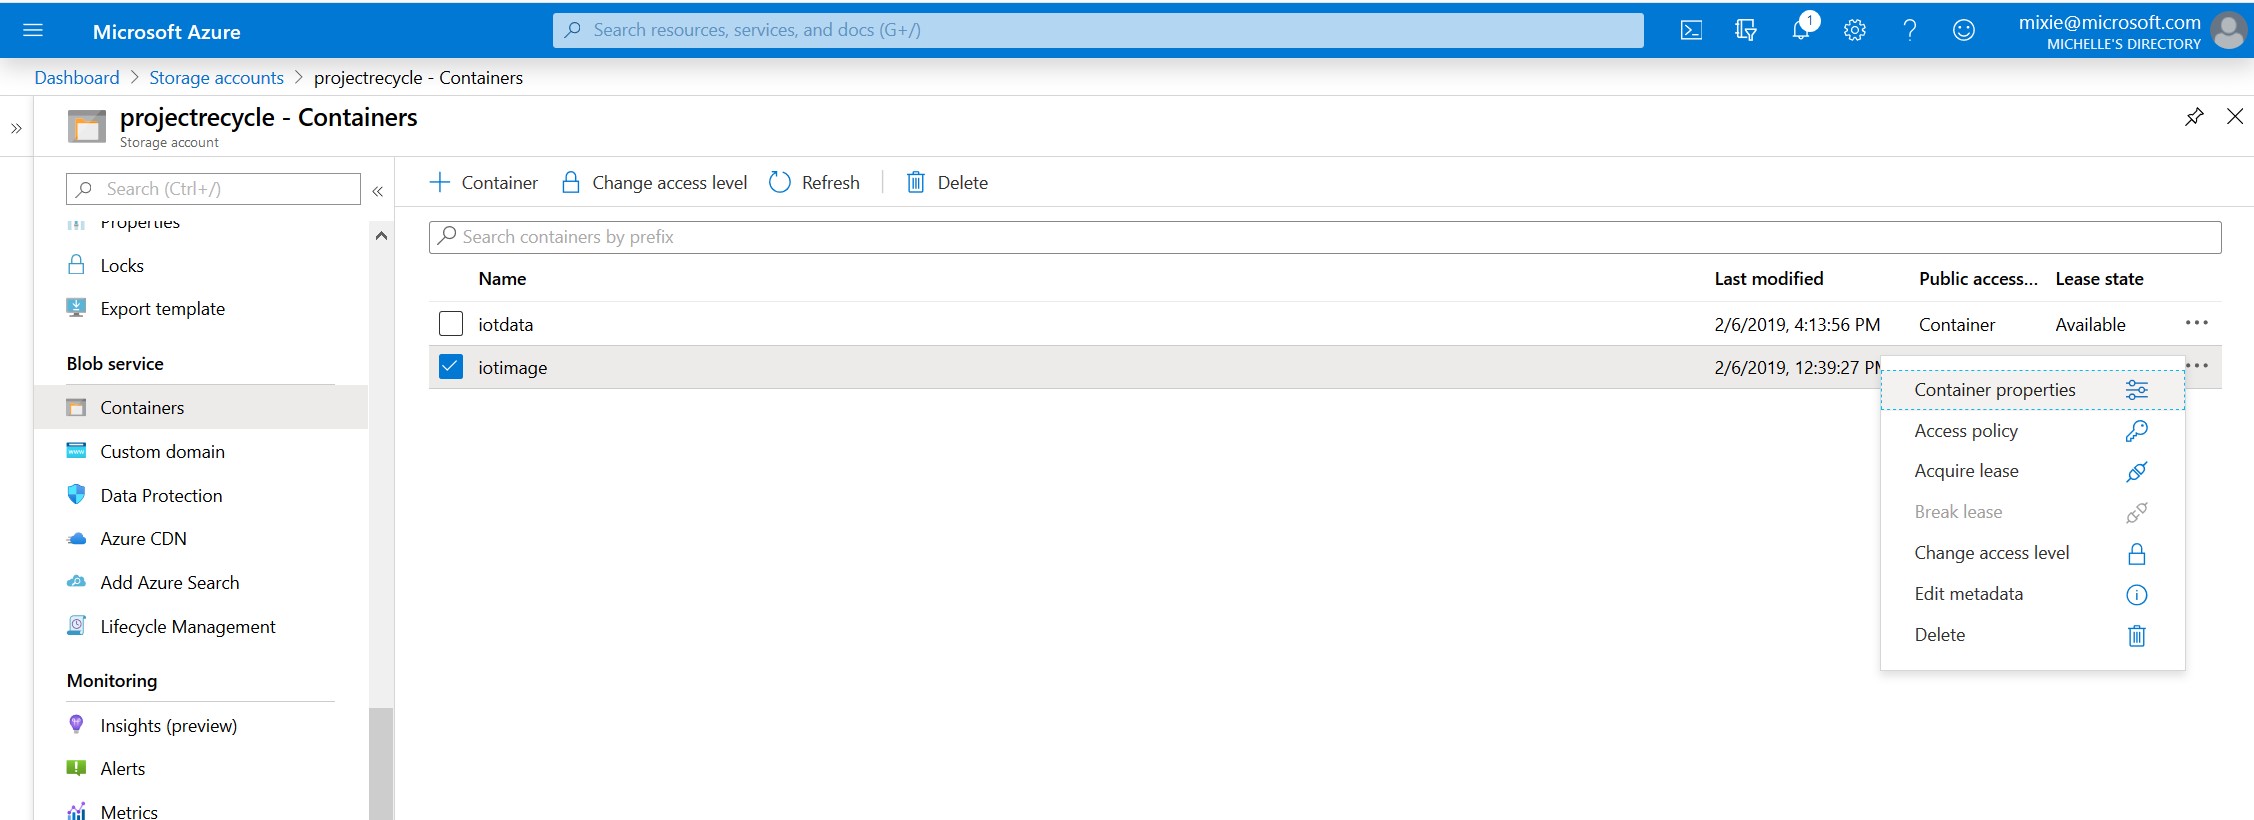 Microsoft Azure
Search resources, services, and docs (G+/)
1
mixie@microsoft.com
MICHELLE'S DIRECTORY
Dashboard > Storage accounts > projectrecycle - Containers
projectrecycle - Containers
Storage account
Search (Ctrl+/)
Properties
Locks
Export template
Blob service
Containers
Custom domain
Data Protection
Azure CDN
Add Azure Search
Lifecycle Management
Monitoring
Insights (preview)
Alerts
Metrics
Container Change access level Refresh Delete
Search containers by prefix
Name Last modified Public access... Lease state
iotdata 2/6/2019, 4:13:56 PM Container Available
iotimage 2/6/2019, 12:39:27 PM
Container properties
Access policy
Acquire lease
Break lease
Change access level
Edit metadata
Delete